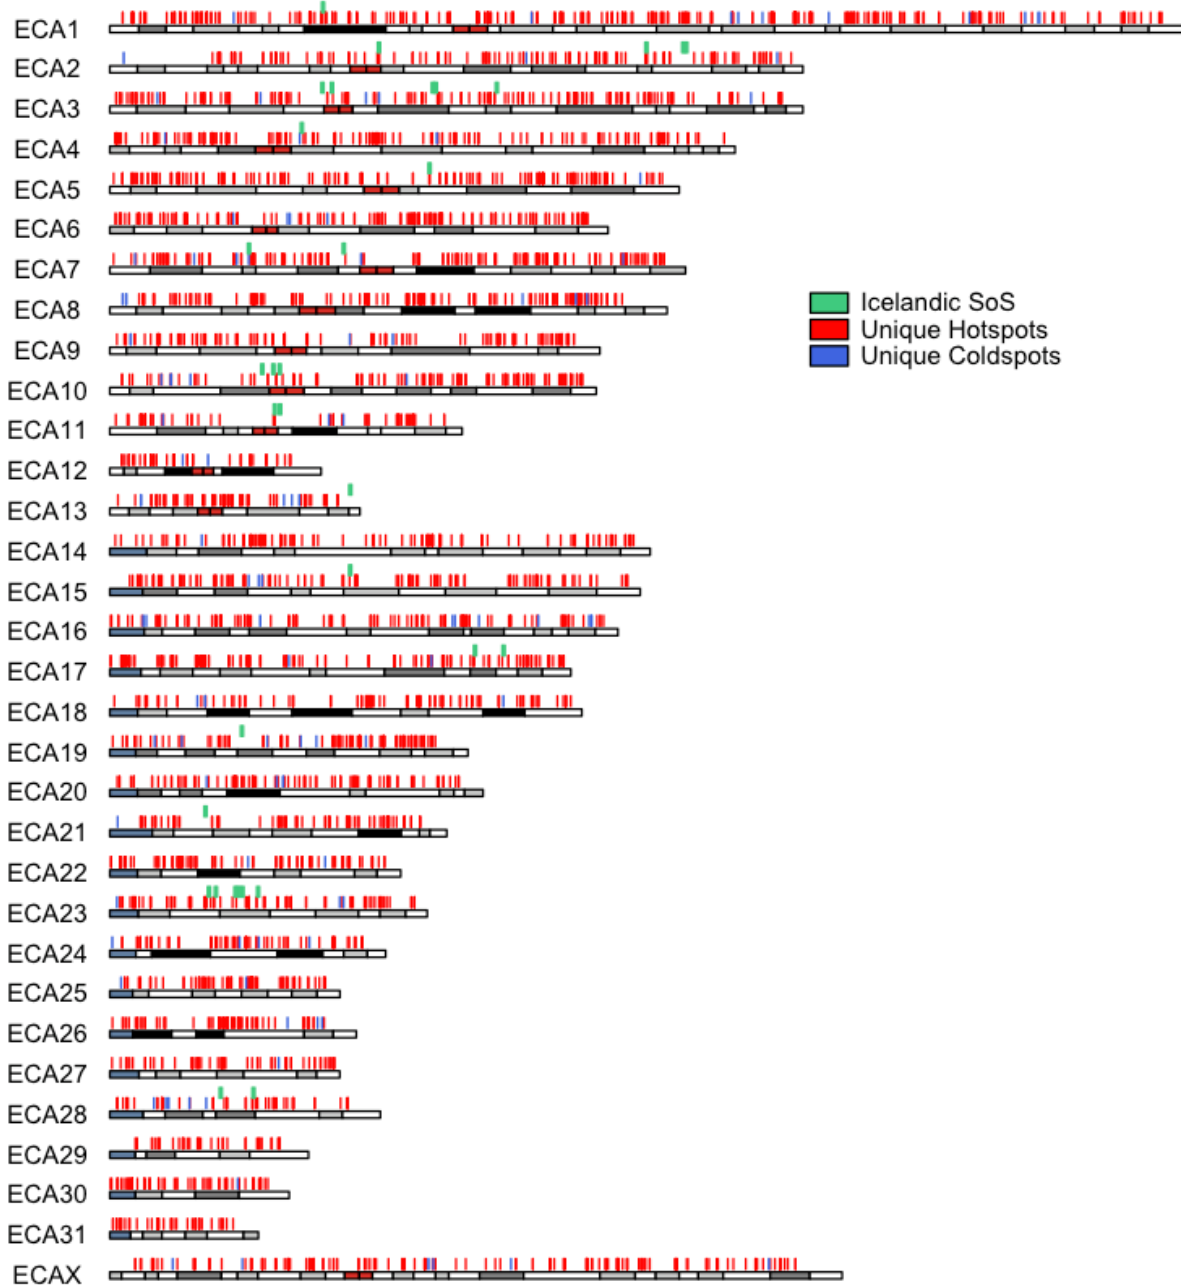 ECA1
ECA2
ECA3
ECA4
ECA5
ECA6
ECA7
ECA8
Icelandic SoS
Unique Hotspots
Unique Coldspots
ECA9
ECA10
ECA11
ECA12
ECA13
ECA14
ECA15
ECA16
ECA17
ECA18
ECA19
ECA20
ECA21
ECA22
ECA23
ECA24
ECA25
ECA26
ECA27
ECA28
ECA29
ECA30
ECA31
ECAX